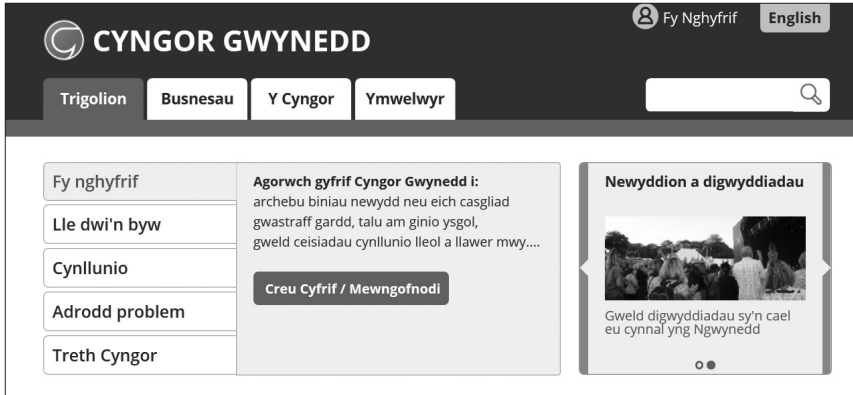 Fy Nghyfrif
English
CYNGOR GWYNEDD
Trigolion
Busnesau
Y Cyngor
Ymwelwyr
Fy nghyfrif
Lle dwi'n byw
Cynllunio
Adrodd problem
Treth Cyngor
Agorwch gyfrif Cyngor Gwynedd i:
archebu biniau newydd neu eich casgliad
gwastraff gardd, talu am ginio ysgol,
gweld ceisiadau cynllunio lleol a llawer mwy....
Creu Cyfrif / Mewngofnodi
Newyddion a digwyddiadau
Gweld digwyddiadau sy'n cael
eu cynnal yng Ngwynedd